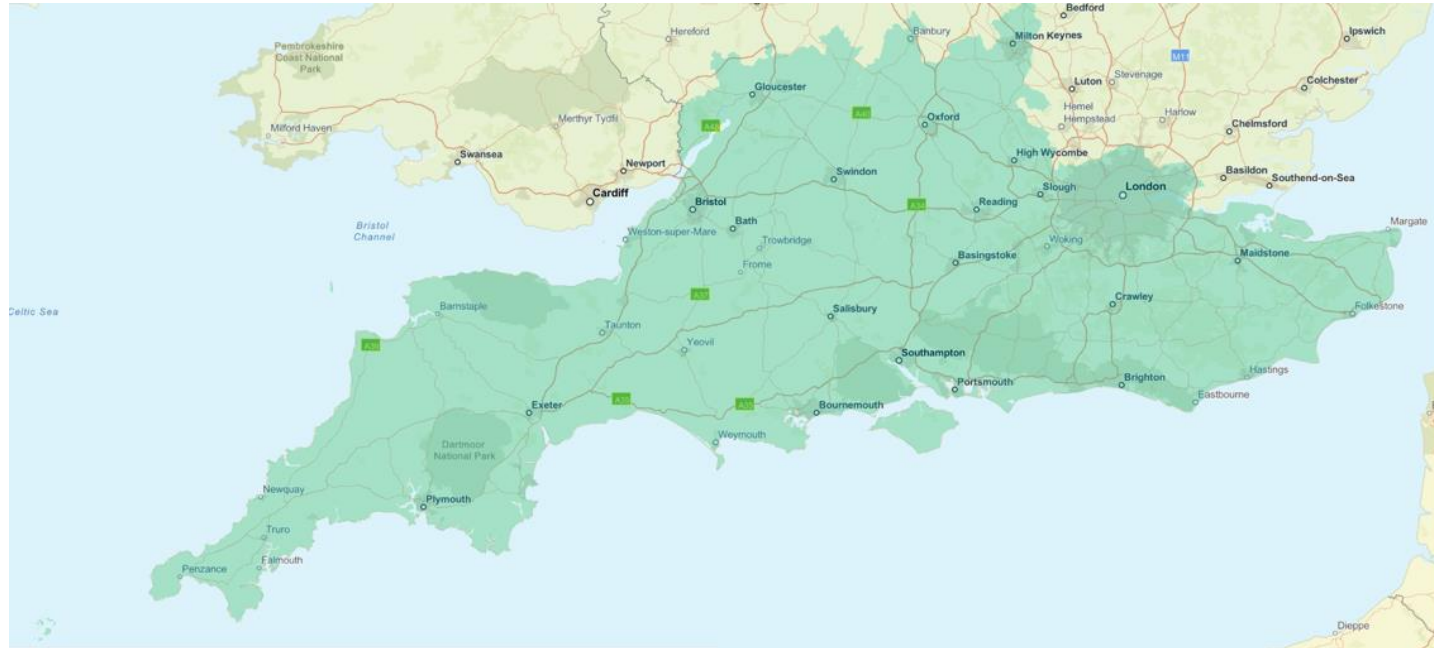 Bedford
Ipswich
Hereford
Banbury
Milton Keynes
Pembrokeshire
Coast National
Park
M11
Luton
Stevenage
Colchester
Gloucester
Merthyr Tydfil
A40
Hemel
Hempstead
Harlow
Oxford
Chelmsford
Milford Haven
Swansea
Newport
High Wycombe
Basildon
Southend-on-Sea
Swindon
Cardiff
Slough
London
Bristol
A34
Reading
Bristol
Channel
Bath
Margate
Weston-super-Mare
Trowbridge
Woking
Basingstoke
Maidstone
Frome
A37
Barnstaple
Crawley
Celtic Sea
Salisbury
Folkestone
Taunton
A39
Yeovil
Southampton
Hastings
Portsmouth
Brighton
Eastbourne
A35
Exeter
Bournemouth
Weymouth
Dartmoor
National Park
Newquay
Plymouth
Truro
Falmouth
Penzance
Dieppe